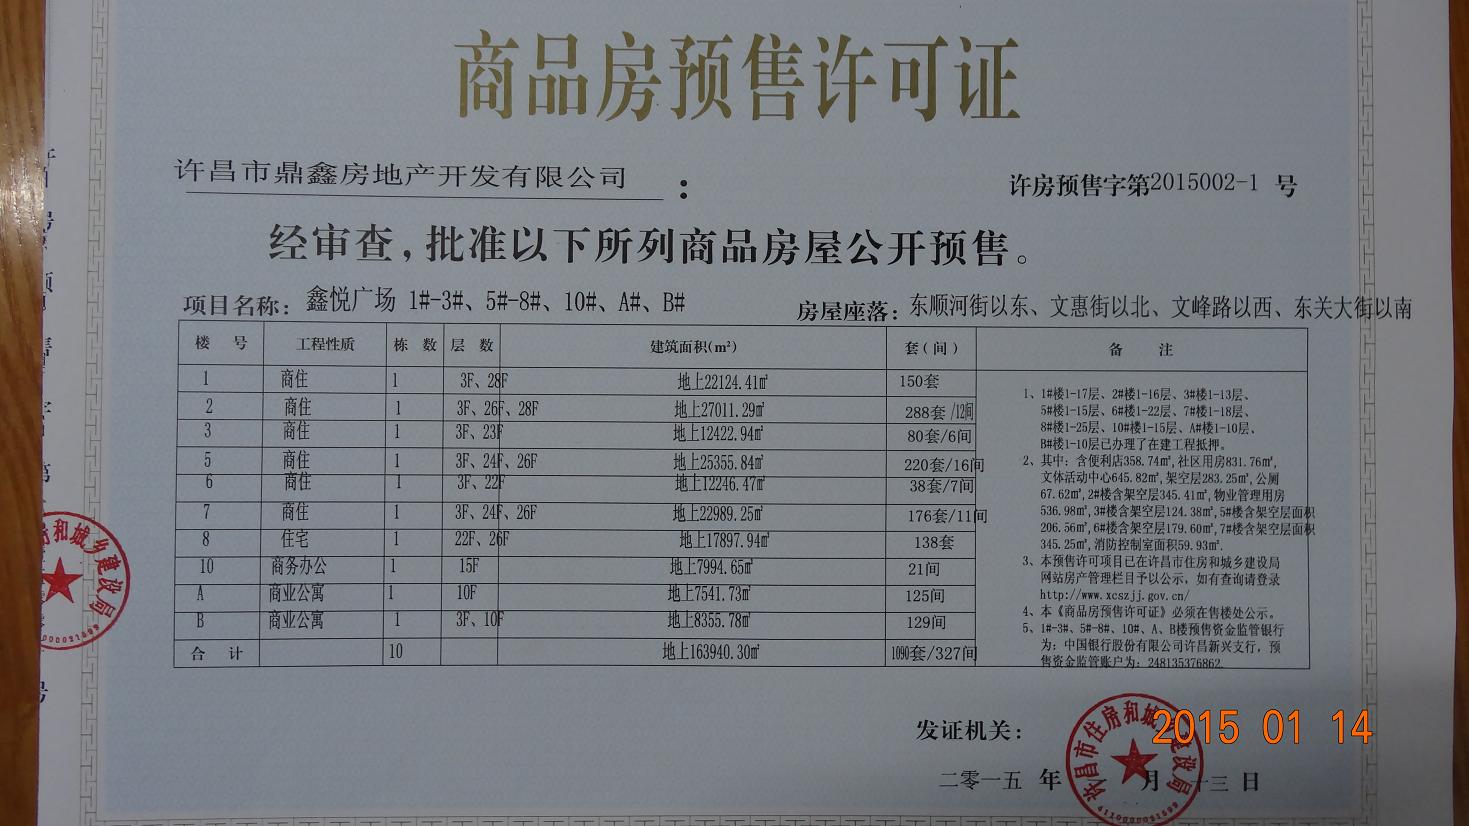 商品房预售许可证
许昌市鼎鑫房地产开发有限公司： 许房预售字第2015002-1 号
经审查,批准以下所列商品房屋公开预售。
项目名称：鑫悦广场 1#-3#、5#-8#、10#、A#、B# 房屋座落：东顺河街以东、文惠街以北、文峰路以西、东关大街以南
楼 号 工程性质 栋 数 层 数 建筑面积(m²) 套(间) 备 注
1 商住 1 3F、28F 地上22124.41㎡ 150套
2 商住 1 3F、26F、28F 地上27011.29㎡ 288套/12间
3 商住 1 3F、23F 地上12422.94㎡ 80套/6间
5 商住 1 3F、24F、26F 地上25355.84㎡ 220套/16间
6 商住 1 3F、22F 地上12246.47㎡ 38套/7间
7 商住 1 3F、24F、26F 地上22989.25㎡ 176套/11间
8 住宅 1 22F、26F 地上17897.94㎡ 138套
10 商务办公 1 15F 地上7994.65㎡ 21间
A 商业公寓 1 10F 地上7541.73㎡ 125间
B 商业公寓 1 3F、10F 地上8355.78㎡ 129间
合 计 10 地上163940.30㎡ 1090套/327间
1、1#楼1-17层、2#楼1-16层、3#楼1-13层、
5#楼1-15层、6#楼1-22层、7#楼1-18层、
8#楼1-25层、10#楼1-15层、A#楼1-10层、
B#楼1-10层已办理了在建工程抵押。
2、其中：含便利店358.74㎡,社区用房831.76㎡,
文体活动中心645.82㎡,架空层283.25㎡,公厕
67.62㎡,2#楼含架空层345.41㎡,物业管理用房
536.98㎡,3#楼含架空层124.38㎡,5#楼含架空层面积
206.56㎡,6#楼含架空层179.60㎡,7#楼含架空层面积
345.25㎡,消防控制室面积59.93㎡.
3、本预售许可项目已在许昌市住房和城乡建设局
网站房产管理栏目予以公示，如有查询请登录
http://www.xcszjj.gov.cn/
4、本《商品房预售许可证》必须在售楼处公示。
5、1#-3#、5#-8#、10#、A、B楼预售资金监管银行
为：中国银行股份有限公司许昌新兴支行，预
售资金监管账户为：248135376862.
发证机关：
许昌市住房和城乡建设局
二零一五 年 月 十三 日
2015 01 14
房和城乡建设局
号